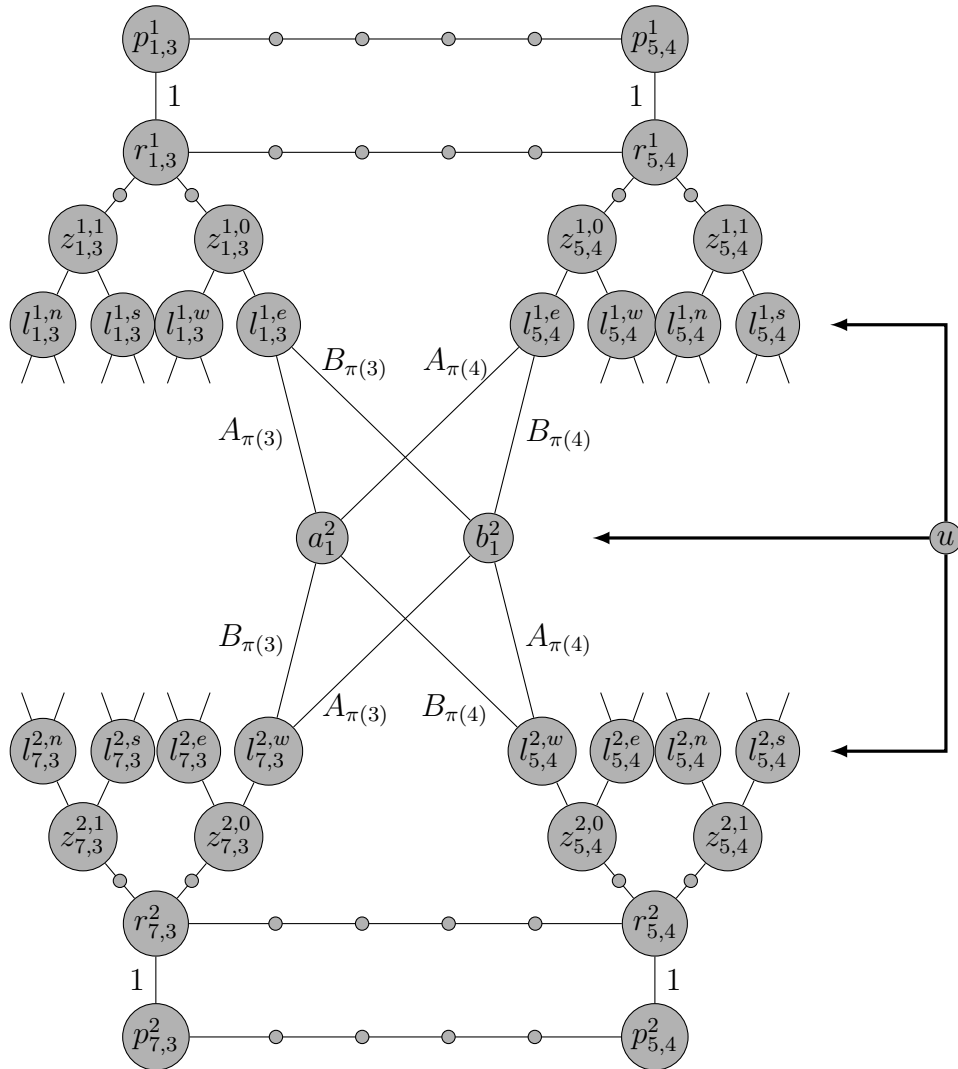 p^1_{1,3} p^1_{5,4}
1 1
r^1_{1,3} r^1_{5,4}
z^{1,1}_{1,3} z^{1,0}_{1,3} z^{1,0}_{5,4} z^{1,1}_{5,4}
l^{1,n}_{1,3} l^{1,s}_{1,3} l^{1,w}_{1,3} l^{1,e}_{1,3} l^{1,e}_{5,4} l^{1,w}_{5,4} l^{1,n}_{5,4} l^{1,s}_{5,4}
B_{π(3)} A_{π(4)}
A_{π(3)} B_{π(4)}
a^2_1 b^2_1 u
B_{π(3)} A_{π(4)}
A_{π(3)} B_{π(4)}
l^{2,n}_{7,3} l^{2,s}_{7,3} l^{2,e}_{7,3} l^{2,w}_{7,3} l^{2,w}_{5,4} l^{2,e}_{5,4} l^{2,n}_{5,4} l^{2,s}_{5,4}
z^{2,1}_{7,3} z^{2,0}_{7,3} z^{2,0}_{5,4} z^{2,1}_{5,4}
r^2_{7,3} r^2_{5,4}
1 1
p^2_{7,3} p^2_{5,4}